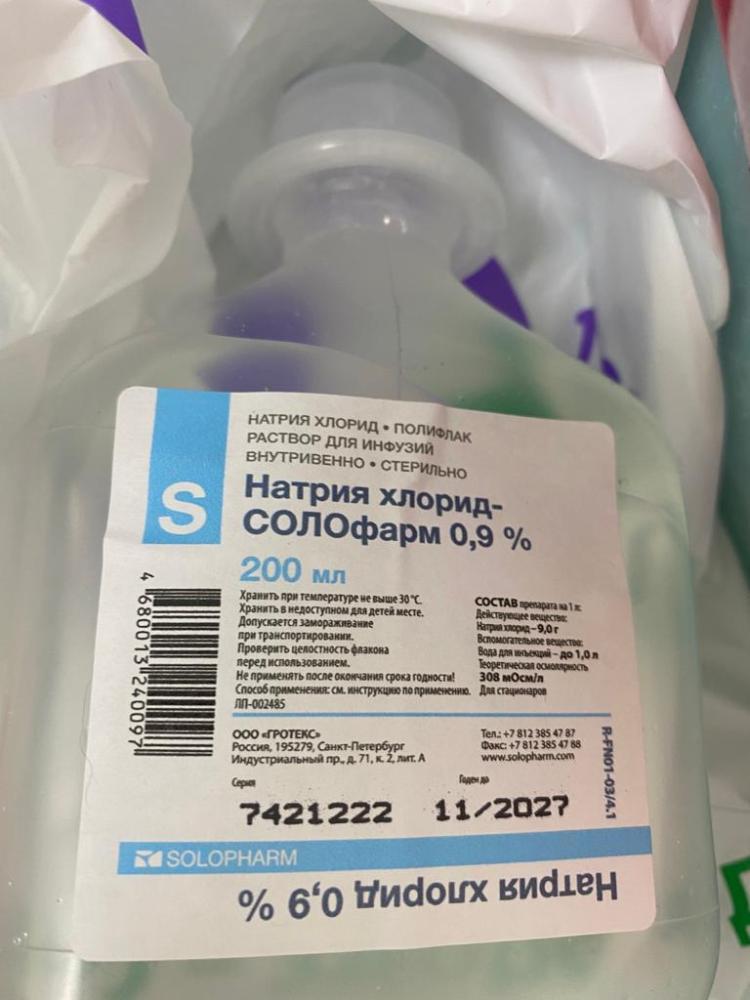 НАТРИЯ ХЛОРИД • ПОЛИФЛАК
РАСТВОР ДЛЯ ИНФУЗИЙ
ВНУТРИВЕННО • СТЕРИЛЬНО
S
Натрия хлорид-
СОЛОфарм 0,9 %
200 мл
Хранить при температуре не выше 30 °С.
Хранить в недоступном для детей месте.
Допускается замораживание
при транспортировании.
Проверить целостность флакона
перед использованием.
Не применять после окончания срока годности!
Способ применения: см. инструкцию по применению.
ЛП-002485
СОСТАВ препарата на 1 л:
Действующее вещество:
Натрия хлорид – 9,0 г
Вспомогательное вещество:
Вода для инъекций – до 1,0 л
Теоретическая осмолярность
308 мОсм/л
Для стационаров
4 680013 240097
ООО «ГРОТЕКС»
Россия, 195279, Санкт-Петербург
Индустриальный пр., д. 71, к. 2, лит. А
Тел.: +7 812 385 47 87
Факс: +7 812 385 47 88
www.solopharm.com
R-FN01-03/4.1
Серия
Годен до
7421222 11/2027
SOLOPHARM
Натрия хлорид 0,9 %